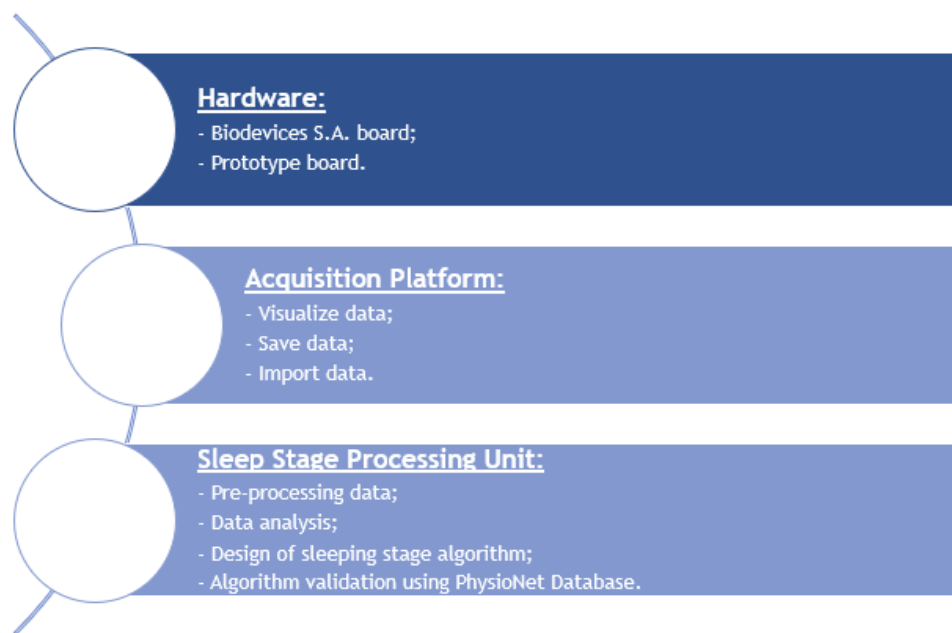 Hardware:
- Biodevices S.A. board;
- Prototype board.
Acquisition Platform:
- Visualize data;
- Save data;
- Import data.
Sleep Stage Processing Unit:
- Pre-processing data;
- Data analysis;
- Design of sleeping stage algorithm;
- Algorithm validation using PhysioNet Database.